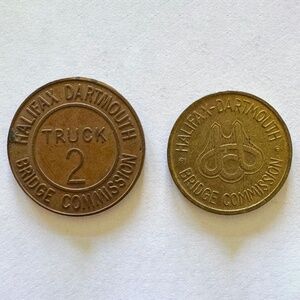 HALIFAX DARTMOUTH
TRUCK
2
BRIDGE COMMISSION
HALIFAX-DARTMOUTH
BRIDGE COMMISSION